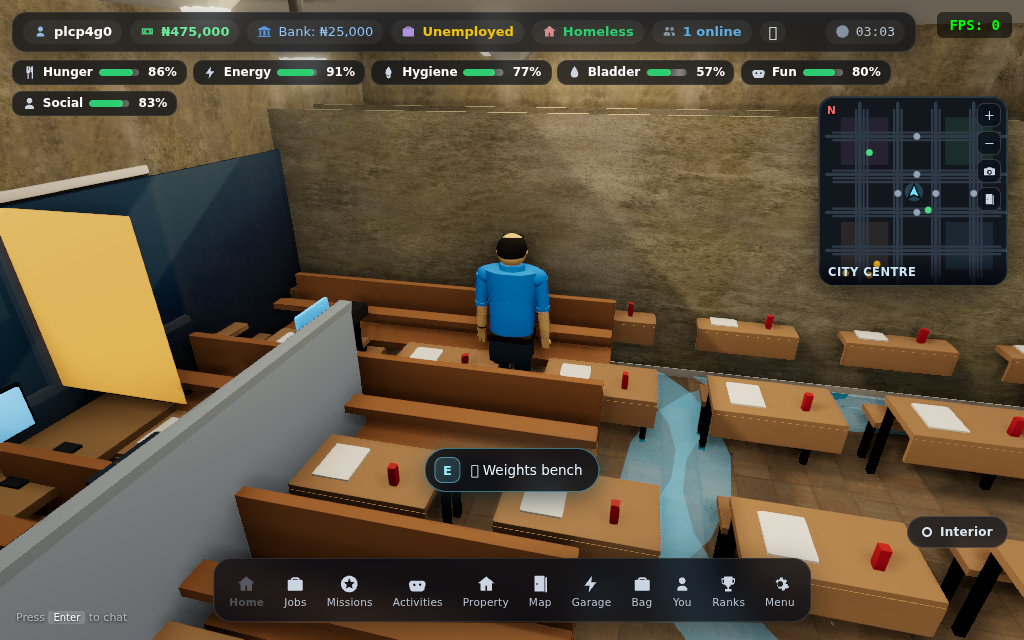 plcp4g0
₦475,000
Bank: ₦25,000
Unemployed
Homeless
1 online
03:03
FPS: 0
Hunger 86%
Energy 91%
Hygiene 77%
Bladder 57%
Fun 80%
Social 83%
N
+
−
CITY CENTRE
E Weights bench
Interior
Home
Jobs
Missions
Activities
Property
Map
Garage
Bag
You
Ranks
Menu
Press Enter to chat